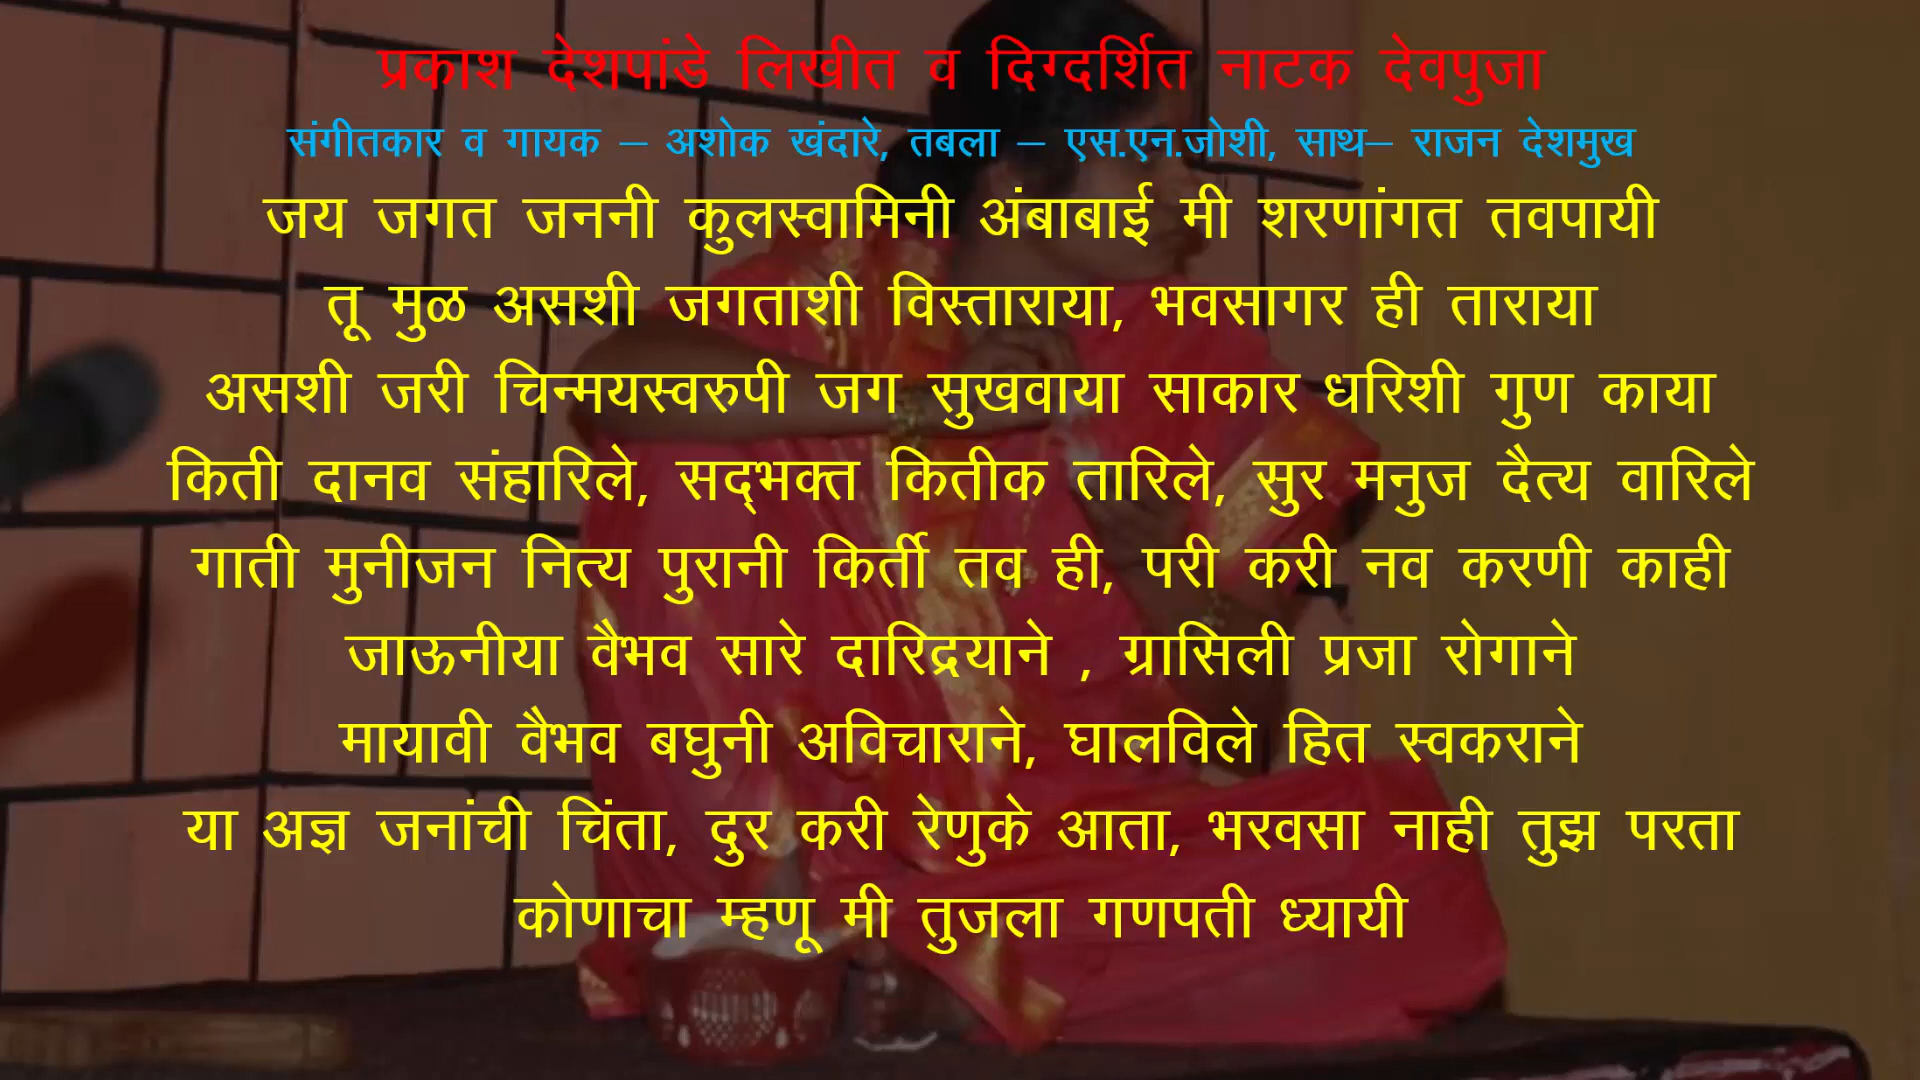 प्रकाश देशपांडे लिखीत व दिग्दर्शित नाटक देवपुजा
संगीतकार व गायक – अशोक खंदारे, तबला – एस.एन.जोशी, साथ– राजन देशमुख
जय जगत जननी कुलस्वामिनी अंबाबाई मी शरणांगत तवपायी
तू मुळ असशी जगताशी विस्ताराया, भवसागर ही ताराया
असशी जरी चिन्मयस्वरुपी जग सुखवाया साकार धरिशी गुण काया
किती दानव संहारिले, सद्‌भक्त कितीक तारिले, सुर मनुज दैत्य वारिले
गाती मुनीजन नित्य पुरानी किर्ती तव ही, परी करी नव करणी काही
जाऊनीया वैभव सारे दारिद्रयाने , ग्रासिली प्रजा रोगाने
मायावी वैभव बघुनी अविचाराने, घालविले हित स्वकराने
या अज्ञ जनांची चिंता, दुर करी रेणुके आता, भरवसा नाही तुझ परता
कोणाचा म्हणू मी तुजला गणपती ध्यायी